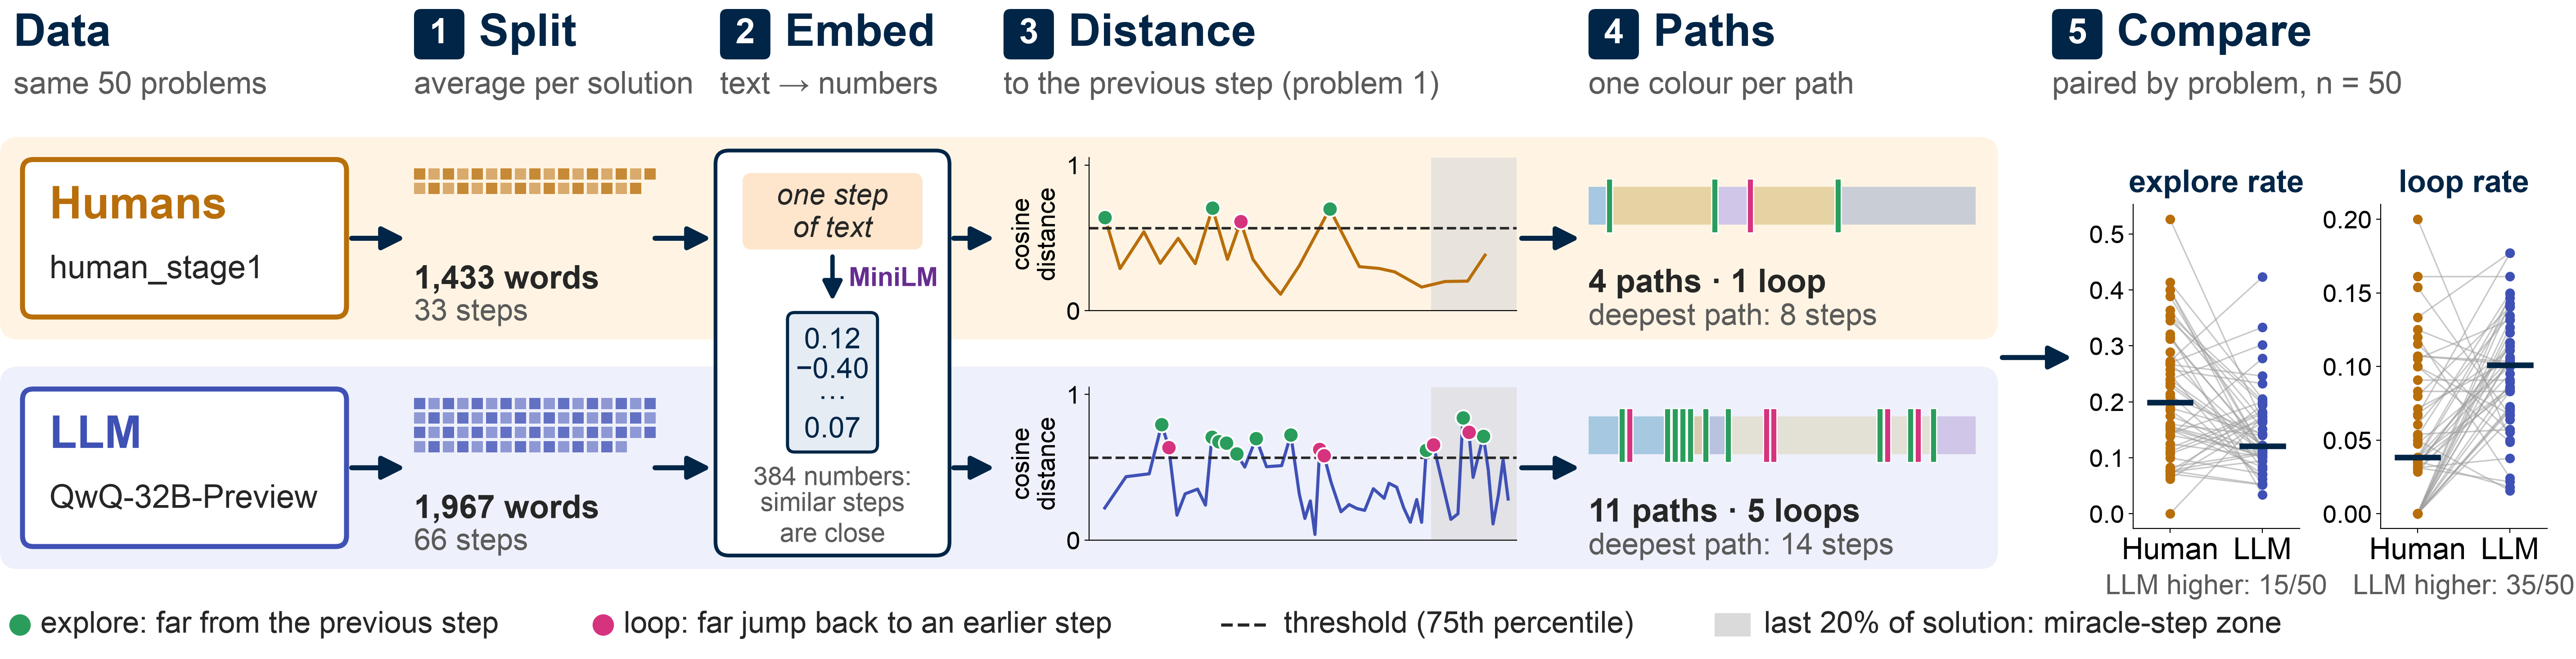 Data
same 50 problems
1 Split
average per solution
2 Embed
text → numbers
3 Distance
to the previous step (problem 1)
4 Paths
one colour per path
5 Compare
paired by problem, n = 50
Humans
human_stage1
1,433 words
33 steps
LLM
QwQ-32B-Preview
1,967 words
66 steps
one step
of text
MiniLM
0.12
−0.40
...
0.07
384 numbers:
similar steps
are close
cosine
distance
1
0
cosine
distance
1
0
4 paths · 1 loop
deepest path: 8 steps
11 paths · 5 loops
deepest path: 14 steps
explore rate
0.5
0.4
0.3
0.2
0.1
0.0
Human LLM
LLM higher: 15/50
loop rate
0.20
0.15
0.10
0.05
0.00
Human LLM
LLM higher: 35/50
explore: far from the previous step
loop: far jump back to an earlier step
threshold (75th percentile)
last 20% of solution: miracle-step zone